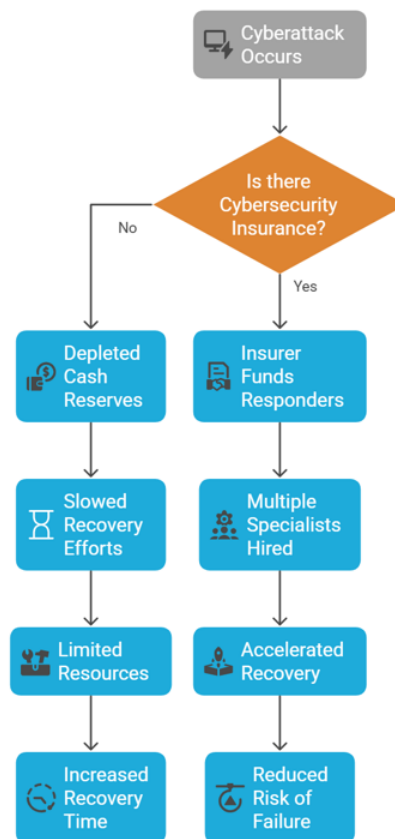 Cyberattack
Occurs
Is there
Cybersecurity
Insurance?
No
Yes
Depleted
Cash
Reserves
Insurer
Funds
Responders
Slowed
Recovery
Efforts
Multiple
Specialists
Hired
Limited
Resources
Accelerated
Recovery
Increased
Recovery
Time
Reduced
Risk of
Failure